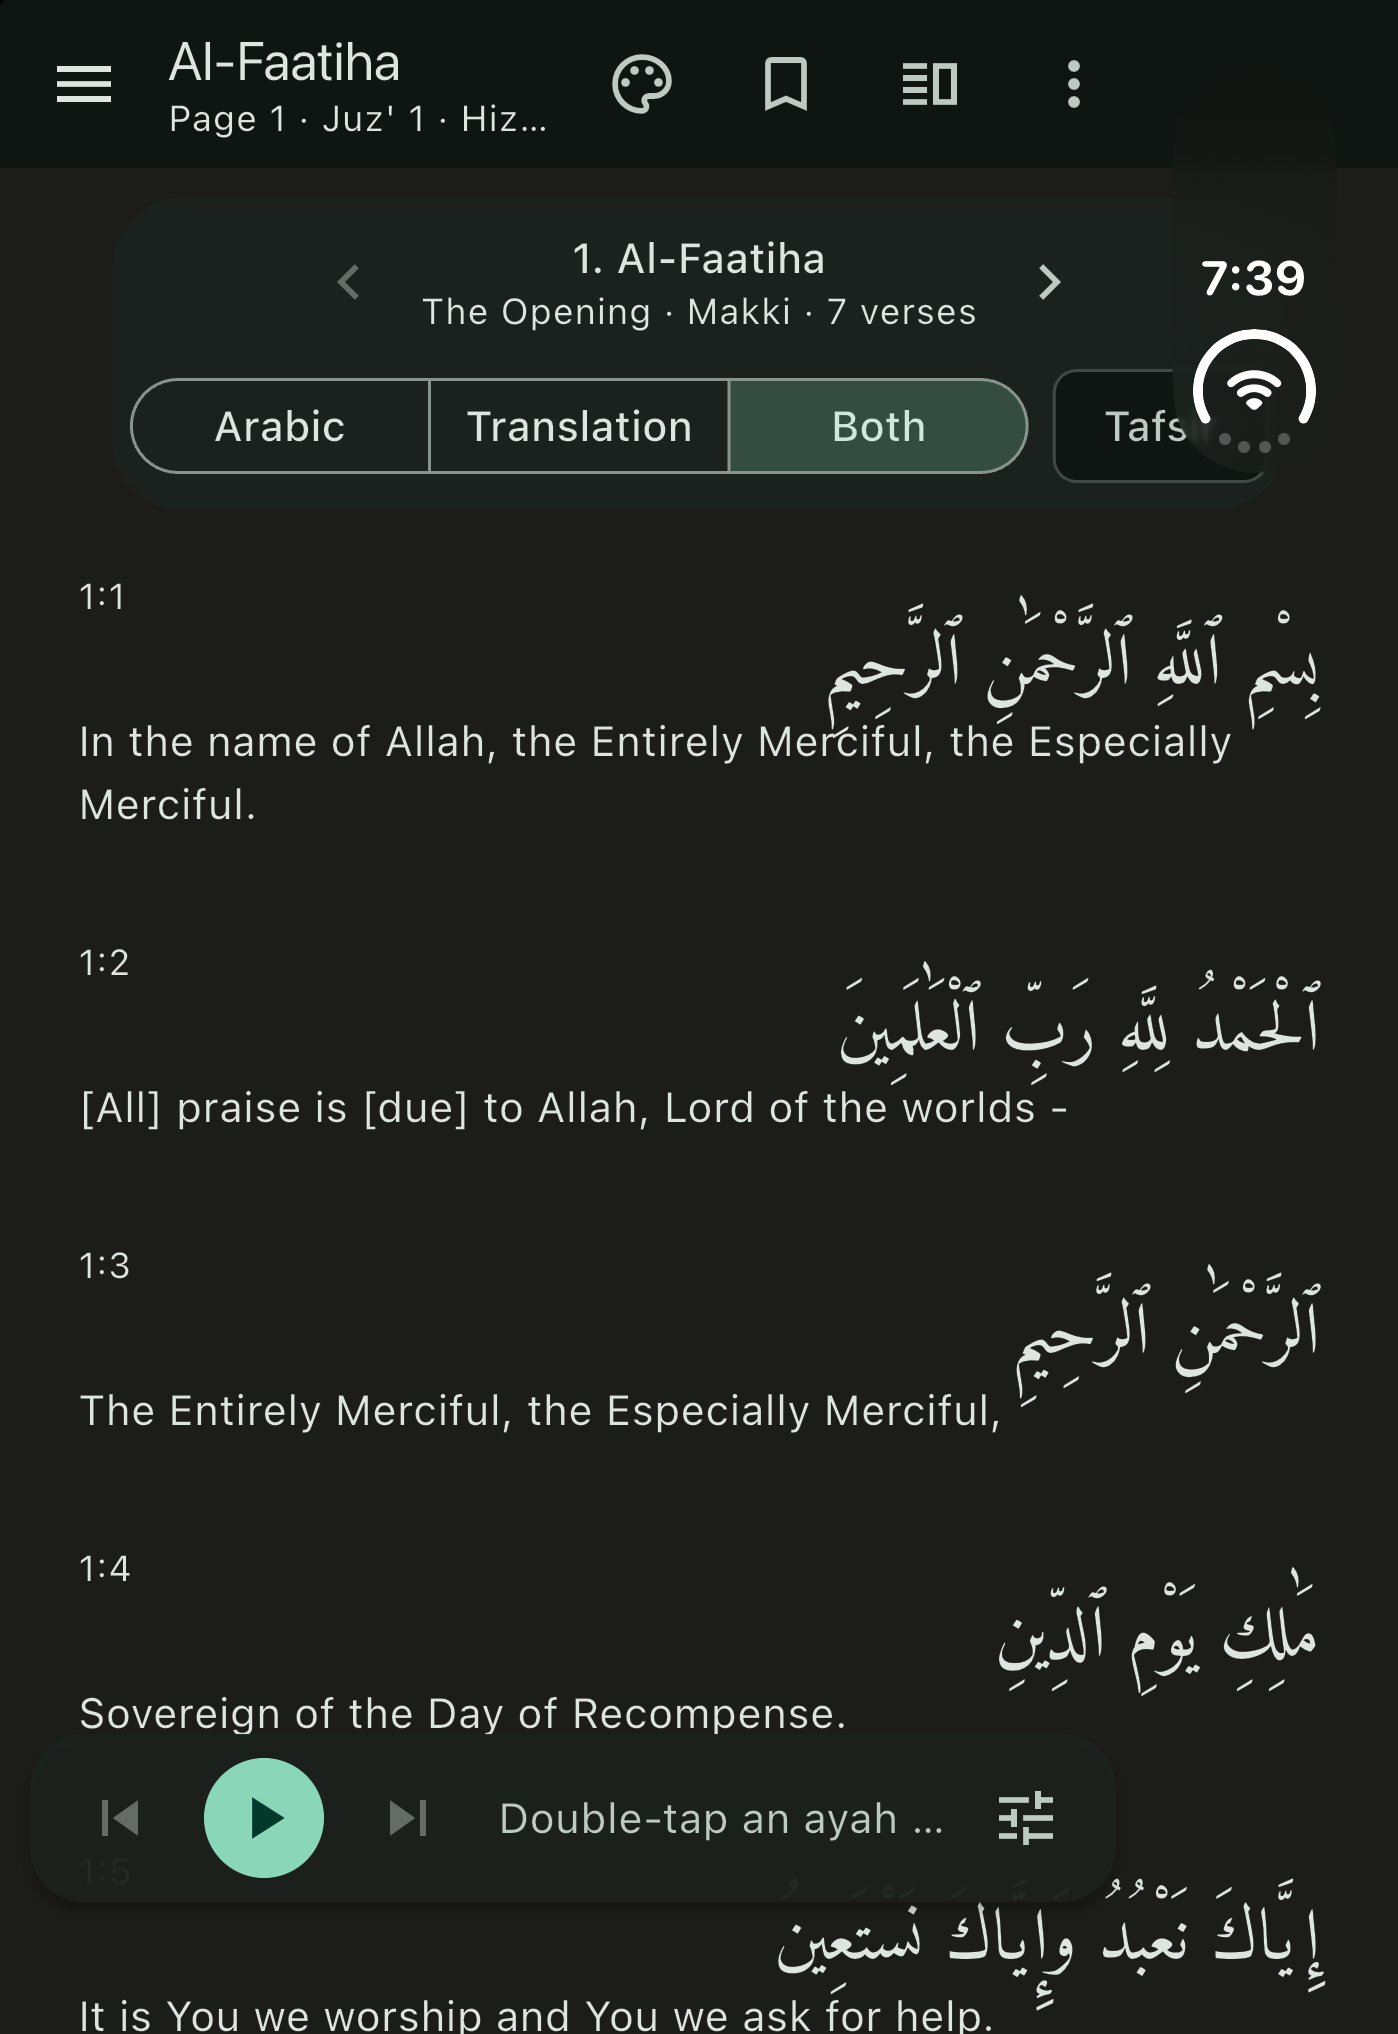 Al-Faatiha
Page 1 · Juz' 1 · Hiz...
1. Al-Faatiha
The Opening · Makki · 7 verses
7:39
Arabic
Translation
Both
1:1
بِسْمِ ٱللَّهِ ٱلرَّحْمَٰنِ ٱلرَّحِيمِ
In the name of Allah, the Entirely Merciful, the Especially
Merciful.
1:2
ٱلْحَمْدُ لِلَّهِ رَبِّ ٱلْعَٰلَمِينَ
[All] praise is [due] to Allah, Lord of the worlds -
1:3
ٱلرَّحْمَٰنِ ٱلرَّحِيمِ
The Entirely Merciful, the Especially Merciful,
1:4
مَٰلِكِ يَوْمِ ٱلدِّينِ
Sovereign of the Day of Recompense.
Double-tap an ayah ...
1:5
إِيَّاكَ نَعْبُدُ وَإِيَّاكَ نَسْتَعِينُ
It is You we worship and You we ask for help.